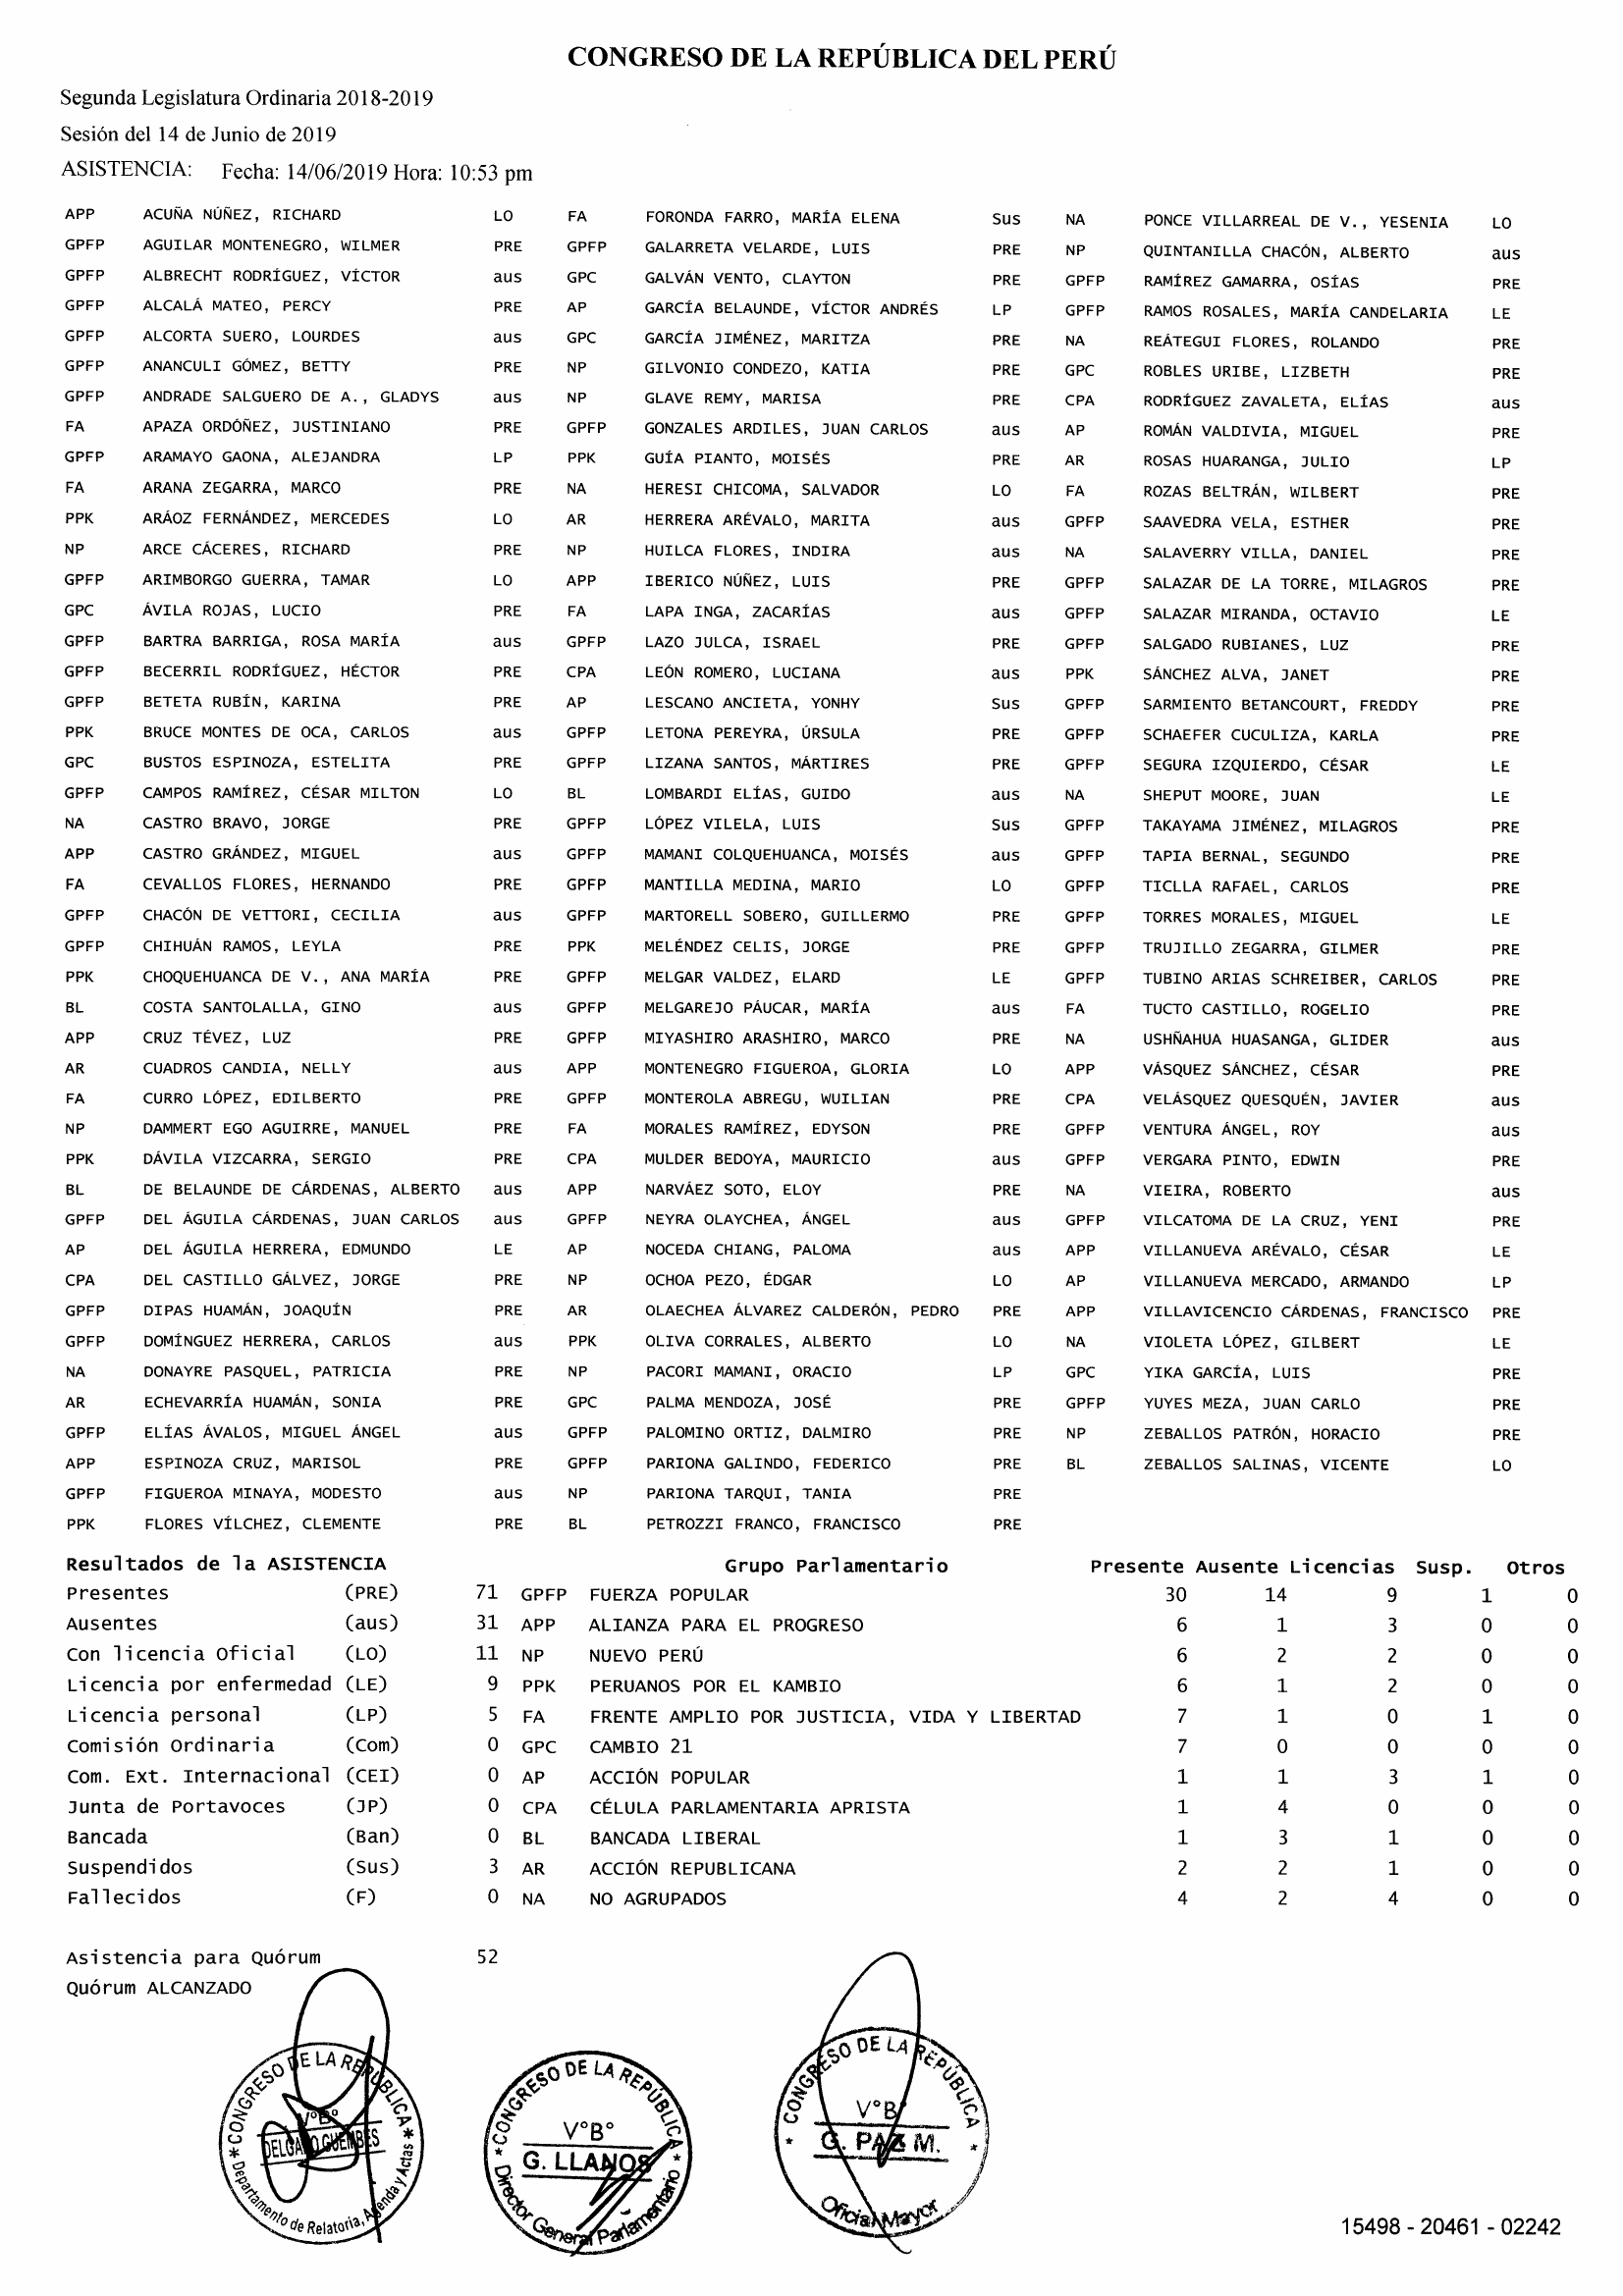 CONGRESO DE LA REPÚBLICA DEL PERÚ
Segunda Legislatura Ordinaria 2018-2019
Sesión del 14 de Junio de 2019
ASISTENCIA: Fecha: 14/06/2019 Hora: 10:53 pm
APP ACUÑA NÚÑEZ, RICHARD LO FA FORONDA FARRO, MARÍA ELENA Sus NA PONCE VILLARREAL DE V., YESENIA LO
GPFP AGUILAR MONTENEGRO, WILMER PRE GPFP GALARRETA VELARDE, LUIS PRE NP QUINTANILLA CHACÓN, ALBERTO aus
GPFP ALBRECHT RODRÍGUEZ, VÍCTOR aus GPC GALVÁN VENTO, CLAYTON PRE GPFP RAMÍREZ GAMARRA, OSÍAS PRE
GPFP ALCALÁ MATEO, PERCY PRE AP GARCÍA BELAUNDE, VÍCTOR ANDRÉS LP GPFP RAMOS ROSALES, MARÍA CANDELARIA LE
GPFP ALCORTA SUERO, LOURDES aus GPC GARCÍA JIMÉNEZ, MARITZA PRE NA REÁTEGUI FLORES, ROLANDO PRE
GPFP ANANCULI GÓMEZ, BETTY PRE NP GILVONIO CONDEZO, KATIA PRE GPC ROBLES URIBE, LIZBETH PRE
GPFP ANDRADE SALGUERO DE A., GLADYS aus NP GLAVE REMY, MARISA PRE CPA RODRÍGUEZ ZAVALETA, ELÍAS aus
FA APAZA ORDÓÑEZ, JUSTINIANO PRE GPFP GONZALES ARDILES, JUAN CARLOS aus AP ROMÁN VALDIVIA, MIGUEL PRE
GPFP ARAMAYO GAONA, ALEJANDRA LP PPK GUÍA PIANTO, MOISÉS PRE AR ROSAS HUARANGA, JULIO LP
FA ARANA ZEGARRA, MARCO PRE NA HERESI CHICOMA, SALVADOR LO FA ROZAS BELTRÁN, WILBERT PRE
PPK ARÁOZ FERNÁNDEZ, MERCEDES LO AR HERRERA ARÉVALO, MARITA aus GPFP SAAVEDRA VELA, ESTHER PRE
NP ARCE CÁCERES, RICHARD PRE NP HUILCA FLORES, INDIRA aus NA SALAVERRY VILLA, DANIEL PRE
GPFP ARIMBORGO GUERRA, TAMAR LO APP IBERICO NÚÑEZ, LUIS PRE GPFP SALAZAR DE LA TORRE, MILAGROS PRE
GPC ÁVILA ROJAS, LUCIO PRE FA LAPA INGA, ZACARÍAS aus GPFP SALAZAR MIRANDA, OCTAVIO LE
GPFP BARTRA BARRIGA, ROSA MARÍA aus GPFP LAZO JULCA, ISRAEL PRE GPFP SALGADO RUBIANES, LUZ PRE
GPFP BECERRIL RODRÍGUEZ, HÉCTOR PRE CPA LEÓN ROMERO, LUCIANA aus PPK SÁNCHEZ ALVA, JANET PRE
GPFP BETETA RUBÍN, KARINA PRE AP LESCANO ANCIETA, YONHY Sus GPFP SARMIENTO BETANCOURT, FREDDY PRE
PPK BRUCE MONTES DE OCA, CARLOS aus GPFP LETONA PEREYRA, ÚRSULA PRE GPFP SCHAEFER CUCULIZA, KARLA PRE
GPC BUSTOS ESPINOZA, ESTELITA PRE GPFP LIZANA SANTOS, MÁRTIRES PRE GPFP SEGURA IZQUIERDO, CÉSAR LE
GPFP CAMPOS RAMÍREZ, CÉSAR MILTON LO BL LOMBARDI ELÍAS, GUIDO aus NA SHEPUT MOORE, JUAN LE
NA CASTRO BRAVO, JORGE PRE GPFP LÓPEZ VILELA, LUIS Sus GPFP TAKAYAMA JIMÉNEZ, MILAGROS PRE
APP CASTRO GRÁNDEZ, MIGUEL aus GPFP MAMANI COLQUEHUANCA, MOISÉS aus GPFP TAPIA BERNAL, SEGUNDO PRE
FA CEVALLOS FLORES, HERNANDO PRE GPFP MANTILLA MEDINA, MARIO LO GPFP TICLLA RAFAEL, CARLOS PRE
GPFP CHACÓN DE VETTORI, CECILIA aus GPFP MARTORELL SOBERO, GUILLERMO PRE GPFP TORRES MORALES, MIGUEL LE
GPFP CHIHUÁN RAMOS, LEYLA PRE PPK MELÉNDEZ CELIS, JORGE PRE GPFP TRUJILLO ZEGARRA, GILMER PRE
PPK CHOQUEHUANCA DE V., ANA MARÍA PRE GPFP MELGAR VALDEZ, ELARD LE GPFP TUBINO ARIAS SCHREIBER, CARLOS PRE
BL COSTA SANTOLALLA, GINO aus GPFP MELGAREJO PÁUCAR, MARÍA aus FA TUCTO CASTILLO, ROGELIO PRE
APP CRUZ TÉVEZ, LUZ PRE GPFP MIYASHIRO ARASHIRO, MARCO PRE NA USHÑAHUA HUASANGA, GLIDER aus
AR CUADROS CANDIA, NELLY aus APP MONTENEGRO FIGUEROA, GLORIA LO APP VÁSQUEZ SÁNCHEZ, CÉSAR PRE
FA CURRO LÓPEZ, EDILBERTO PRE GPFP MONTEROLA ABREGU, WUILIAN PRE CPA VELÁSQUEZ QUESQUÉN, JAVIER aus
NP DAMMERT EGO AGUIRRE, MANUEL PRE FA MORALES RAMÍREZ, EDYSON PRE GPFP VENTURA ÁNGEL, ROY aus
PPK DÁVILA VIZCARRA, SERGIO PRE CPA MULDER BEDOYA, MAURICIO aus GPFP VERGARA PINTO, EDWIN PRE
BL DE BELAUNDE DE CÁRDENAS, ALBERTO aus APP NARVÁEZ SOTO, ELOY PRE NA VIEIRA, ROBERTO aus
GPFP DEL ÁGUILA CÁRDENAS, JUAN CARLOS aus GPFP NEYRA OLAYCHEA, ÁNGEL aus GPFP VILCATOMA DE LA CRUZ, YENI PRE
AP DEL ÁGUILA HERRERA, EDMUNDO LE AP NOCEDA CHIANG, PALOMA aus APP VILLANUEVA ARÉVALO, CÉSAR LE
CPA DEL CASTILLO GÁLVEZ, JORGE PRE NP OCHOA PEZO, ÉDGAR LO AP VILLANUEVA MERCADO, ARMANDO LP
GPFP DIPAS HUAMÁN, JOAQUÍN PRE AR OLAECHEA ÁLVAREZ CALDERÓN, PEDRO PRE APP VILLAVICENCIO CÁRDENAS, FRANCISCO PRE
GPFP DOMÍNGUEZ HERRERA, CARLOS aus PPK OLIVA CORRALES, ALBERTO LO NA VIOLETA LÓPEZ, GILBERT LE
NA DONAYRE PASQUEL, PATRICIA PRE NP PACORI MAMANI, ORACIO LP GPC YIKA GARCÍA, LUIS PRE
AR ECHEVARRÍA HUAMÁN, SONIA PRE GPC PALMA MENDOZA, JOSÉ PRE GPFP YUYES MEZA, JUAN CARLO PRE
GPFP ELÍAS ÁVALOS, MIGUEL ÁNGEL aus GPFP PALOMINO ORTIZ, DALMIRO PRE NP ZEBALLOS PATRÓN, HORACIO PRE
APP ESPINOZA CRUZ, MARISOL PRE GPFP PARIONA GALINDO, FEDERICO PRE BL ZEBALLOS SALINAS, VICENTE LO
GPFP FIGUEROA MINAYA, MODESTO aus NP PARIONA TARQUI, TANIA PRE
PPK FLORES VÍLCHEZ, CLEMENTE PRE BL PETROZZI FRANCO, FRANCISCO PRE
Resultados de la ASISTENCIA Grupo Parlamentario Presente Ausente Licencias Susp. Otros
Presentes (PRE) 71 GPFP FUERZA POPULAR 30 14 9 1 0
Ausentes (aus) 31 APP ALIANZA PARA EL PROGRESO 6 1 3 0 0
Con licencia Oficial (LO) 11 NP NUEVO PERÚ 6 2 2 0 0
Licencia por enfermedad (LE) 9 PPK PERUANOS POR EL KAMBIO 6 1 2 0 0
Licencia personal (LP) 5 FA FRENTE AMPLIO POR JUSTICIA, VIDA Y LIBERTAD 7 1 0 1 0
Comisión Ordinaria (Com) 0 GPC CAMBIO 21 7 0 0 0 0
Com. Ext. Internacional (CEI) 0 AP ACCIÓN POPULAR 1 1 3 1 0
Junta de Portavoces (JP) 0 CPA CÉLULA PARLAMENTARIA APRISTA 1 4 0 0 0
Bancada (Ban) 0 BL BANCADA LIBERAL 1 3 1 0 0
Suspendidos (Sus) 3 AR ACCIÓN REPUBLICANA 2 2 1 0 0
Fallecidos (F) 0 NA NO AGRUPADOS 4 2 4 0 0
Asistencia para Quórum 52
Quórum ALCANZADO
CONGRESO DE LA REPÚBLICA
V°B°
DELGADO GUEMBES
Departamento de Relatoria, Agenda y Actas
CONGRESO DE LA REPÚBLICA
V°B°
G. LLANOS
Director General Parlamentario
CONGRESO DE LA REPÚBLICA
V°B°
G. PAZ M.
Oficial Mayor
15498 - 20461 - 02242